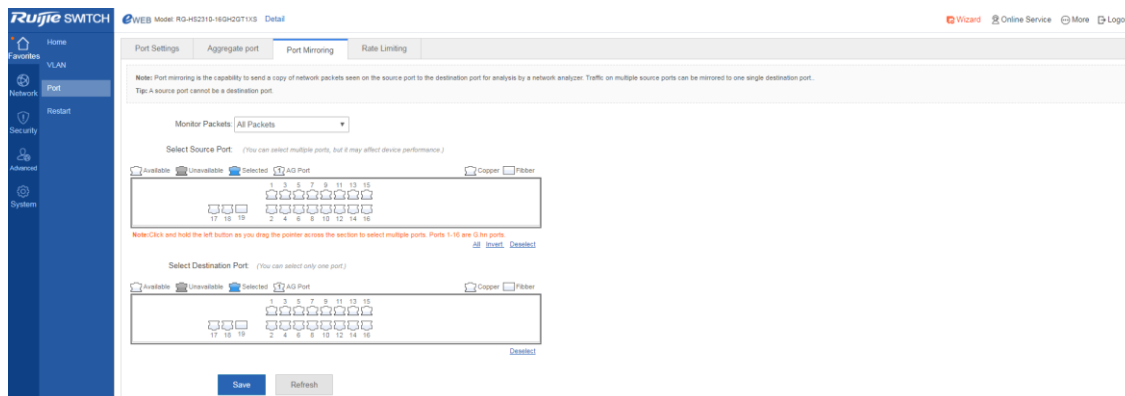 Ruijie SWITCH
eWEB Model: RG-HS2310-16GH2GT1XS Detail
Wizard Online Service More Logo
Favorites
Network
Security
Advanced
System
Home
VLAN
Port
Restart
Port Settings Aggregate port Port Mirroring Rate Limiting
Note: Port mirroring is the capability to send a copy of network packets seen on the source port to the destination port for analysis by a network analyzer. Traffic on multiple source ports can be mirrored to one single destination port..
Tip: A source port cannot be a destination port.
Monitor Packets: All Packets
Select Source Port: (You can select multiple ports, but it may affect device performance.)
Available Unavailable Selected 1 AG Port Copper Fibber
1 3 5 7 9 11 13 15
17 18 19 2 4 6 8 10 12 14 16
Note:Click and hold the left button as you drag the pointer across the section to select multiple ports. Ports 1-16 are G.hn ports.
All Invert Deselect
Select Destination Port: (You can select only one port.)
Available Unavailable Selected 1 AG Port Copper Fibber
1 3 5 7 9 11 13 15
17 18 19 2 4 6 8 10 12 14 16
Deselect
Save Refresh